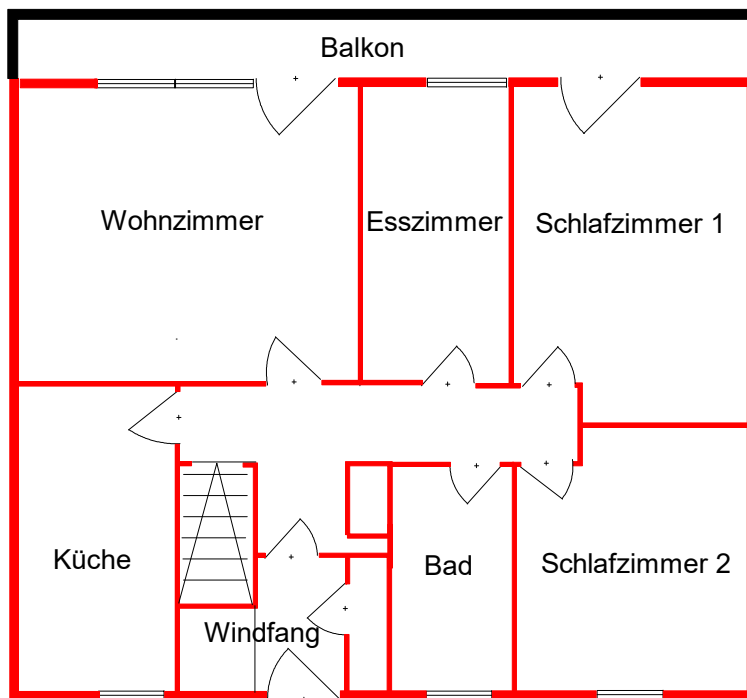 Balkon
Wohnzimmer
Esszimmer
Schlafzimmer 1
Küche
Bad
Schlafzimmer 2
Windfang